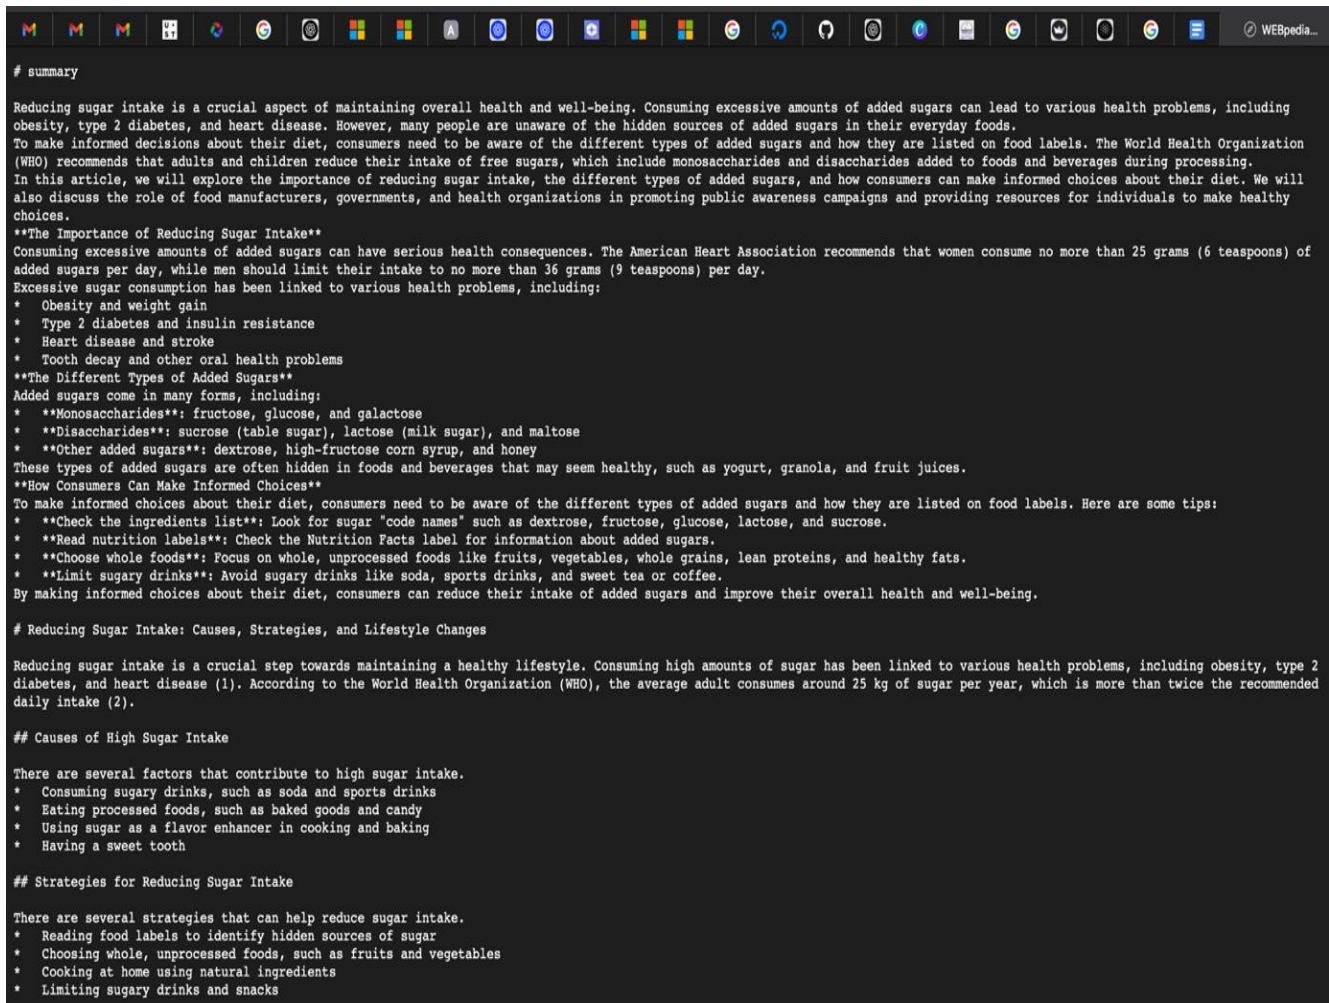 WEBpedia...
# summary
Reducing sugar intake is a crucial aspect of maintaining overall health and well-being. Consuming excessive amounts of added sugars can lead to various health problems, including
obesity, type 2 diabetes, and heart disease. However, many people are unaware of the hidden sources of added sugars in their everyday foods.
To make informed decisions about their diet, consumers need to be aware of the different types of added sugars and how they are listed on food labels. The World Health Organization
(WHO) recommends that adults and children reduce their intake of free sugars, which include monosaccharides and disaccharides added to foods and beverages during processing.
In this article, we will explore the importance of reducing sugar intake, the different types of added sugars, and how consumers can make informed choices about their diet. We will
also discuss the role of food manufacturers, governments, and health organizations in promoting public awareness campaigns and providing resources for individuals to make healthy
choices.
**The Importance of Reducing Sugar Intake**
Consuming excessive amounts of added sugars can have serious health consequences. The American Heart Association recommends that women consume no more than 25 grams (6 teaspoons) of
added sugars per day, while men should limit their intake to no more than 36 grams (9 teaspoons) per day.
Excessive sugar consumption has been linked to various health problems, including:
* Obesity and weight gain
* Type 2 diabetes and insulin resistance
* Heart disease and stroke
* Tooth decay and other oral health problems
**The Different Types of Added Sugars**
Added sugars come in many forms, including:
* **Monosaccharides**: fructose, glucose, and galactose
* **Disaccharides**: sucrose (table sugar), lactose (milk sugar), and maltose
* **Other added sugars**: dextrose, high-fructose corn syrup, and honey
These types of added sugars are often hidden in foods and beverages that may seem healthy, such as yogurt, granola, and fruit juices.
**How Consumers Can Make Informed Choices**
To make informed choices about their diet, consumers need to be aware of the different types of added sugars and how they are listed on food labels. Here are some tips:
* **Check the ingredients list**: Look for sugar "code names" such as dextrose, fructose, glucose, lactose, and sucrose.
* **Read nutrition labels**: Check the Nutrition Facts label for information about added sugars.
* **Choose whole foods**: Focus on whole, unprocessed foods like fruits, vegetables, whole grains, lean proteins, and healthy fats.
* **Limit sugary drinks**: Avoid sugary drinks like soda, sports drinks, and sweet tea or coffee.
By making informed choices about their diet, consumers can reduce their intake of added sugars and improve their overall health and well-being.
# Reducing Sugar Intake: Causes, Strategies, and Lifestyle Changes
Reducing sugar intake is a crucial step towards maintaining a healthy lifestyle. Consuming high amounts of sugar has been linked to various health problems, including obesity, type 2
diabetes, and heart disease (1). According to the World Health Organization (WHO), the average adult consumes around 25 kg of sugar per year, which is more than twice the recommended
daily intake (2).
## Causes of High Sugar Intake
There are several factors that contribute to high sugar intake.
* Consuming sugary drinks, such as soda and sports drinks
* Eating processed foods, such as baked goods and candy
* Using sugar as a flavor enhancer in cooking and baking
* Having a sweet tooth
## Strategies for Reducing Sugar Intake
There are several strategies that can help reduce sugar intake.
* Reading food labels to identify hidden sources of sugar
* Choosing whole, unprocessed foods, such as fruits and vegetables
* Cooking at home using natural ingredients
* Limiting sugary drinks and snacks